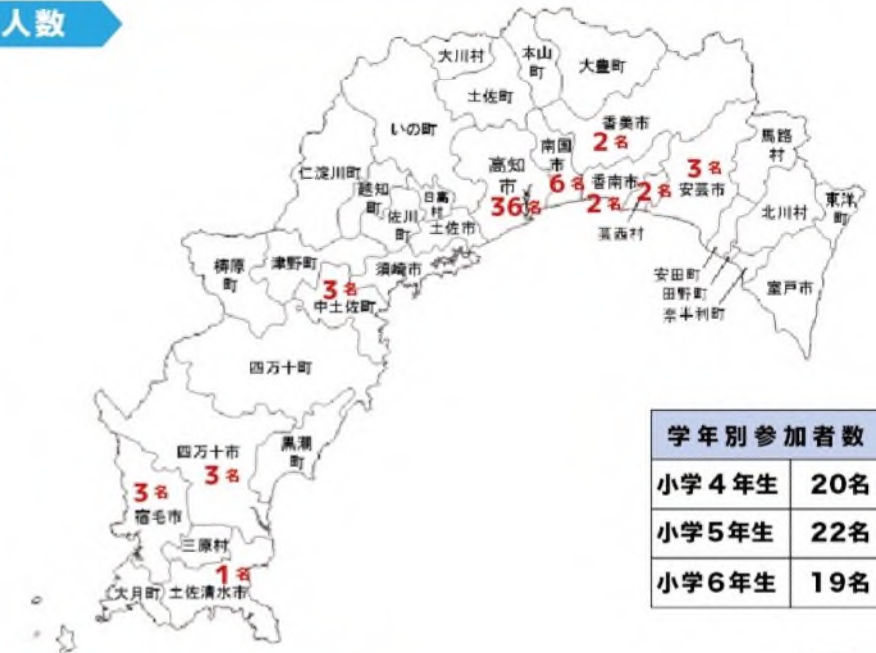 人数
大川村
本山
町
大豊町
土佐町
いの町
香美市
2名
南国
市
6名
馬路
村
高知
市
36名
香南市
2名
2名
3名
安芸市
仁淀川町
越知
町
日高
村
佐川
町
土佐市
北川村
東洋
町
芸西村
梼原
町
津野町
須崎市
3名
中土佐町
安田町
田野町
奈半利町
室戸市
四万十町
四万十市
3名
黒潮
町
3名
宿毛市
三原村
1名
大月町
土佐清水市
学年別参加者数
小学4年生 20名
小学5年生 22名
小学6年生 19名